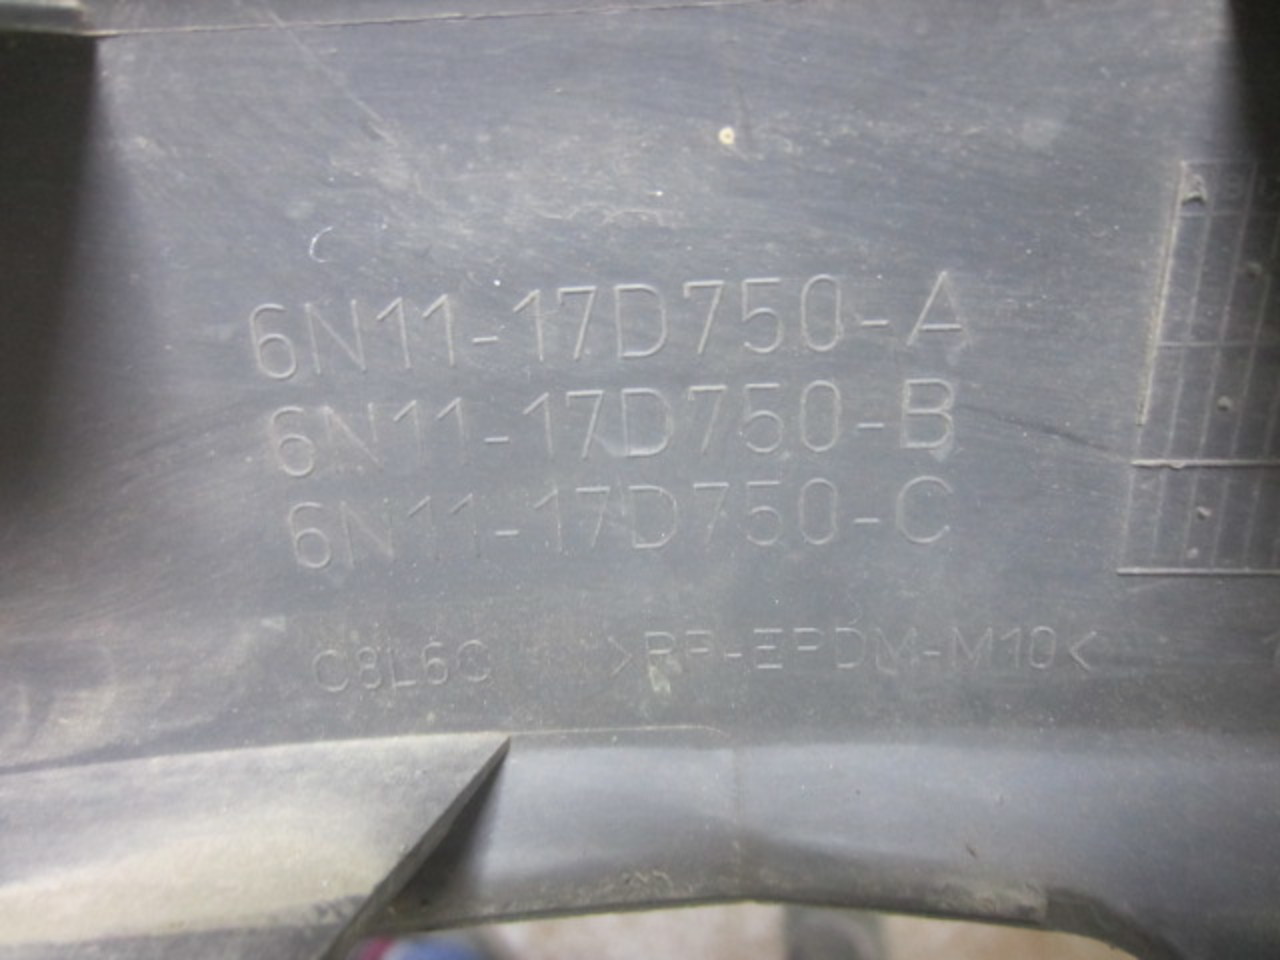 6N11-17D750-A
6N11-17D750-B
6N11-17D750-C
C8L6C >PP-EPDM-M10<
A B